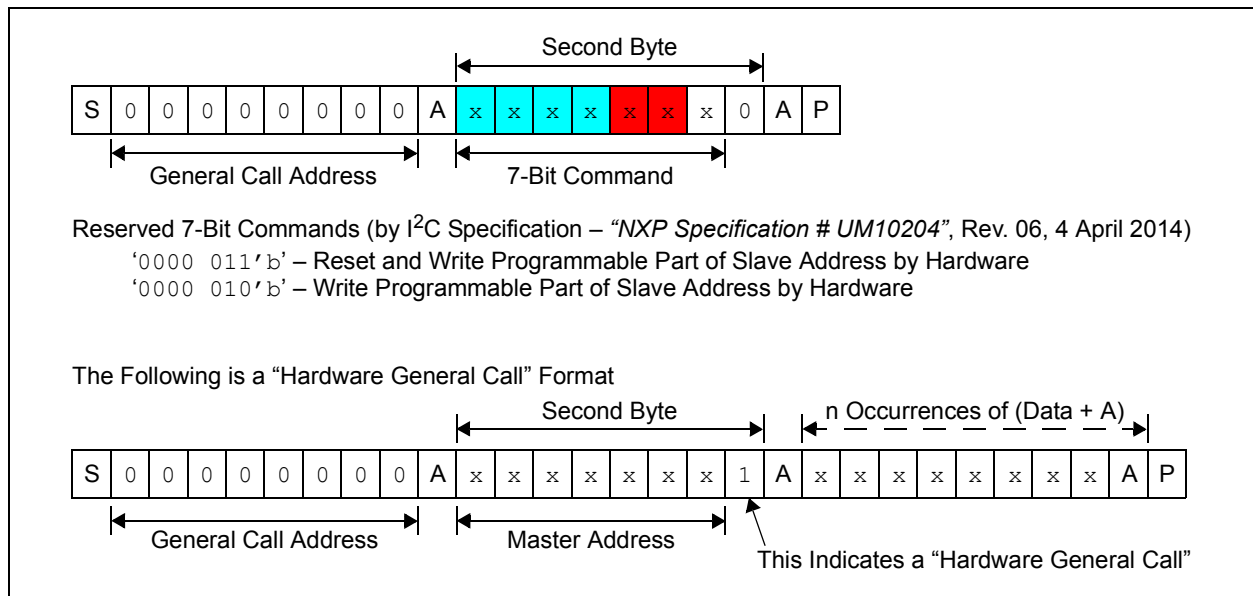 Second Byte
S 0 0 0 0 0 0 0 0 A x x x x x x x 0 A P
General Call Address 7-Bit Command
Reserved 7-Bit Commands (by I²C Specification – “NXP Specification # UM10204”, Rev. 06, 4 April 2014)
‘0000 011’b’ – Reset and Write Programmable Part of Slave Address by Hardware
‘0000 010’b’ – Write Programmable Part of Slave Address by Hardware
The Following is a “Hardware General Call” Format
Second Byte n Occurrences of (Data + A)
S 0 0 0 0 0 0 0 0 A x x x x x x x 1 A x x x x x x x x A P
General Call Address Master Address
This Indicates a “Hardware General Call”